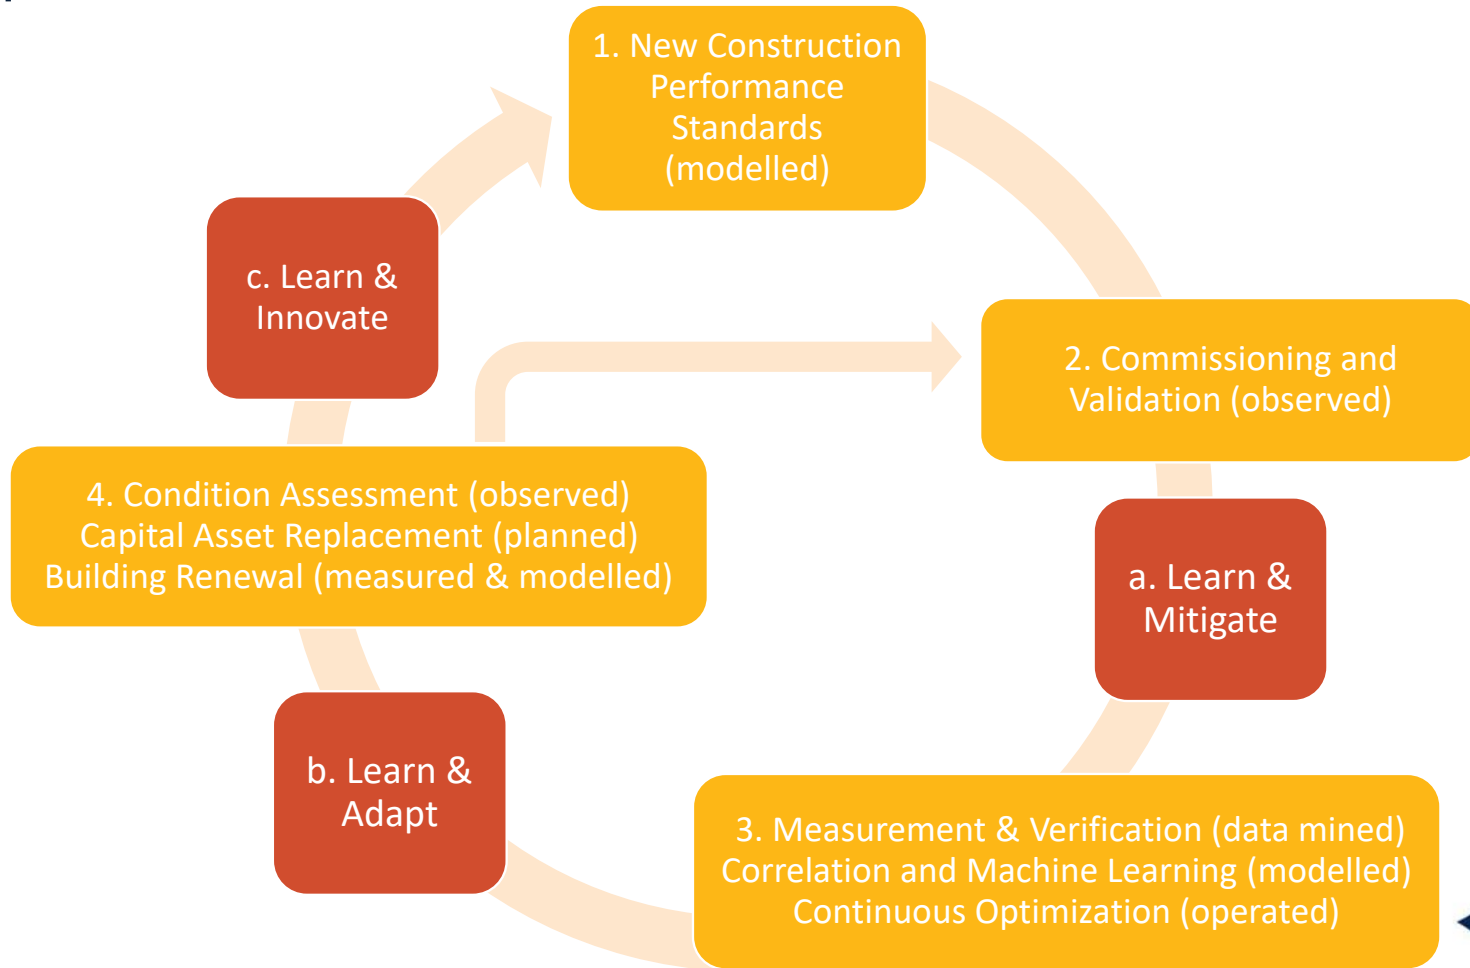 1. New Construction
Performance
Standards
(modelled)
c. Learn &
Innovate
2. Commissioning and
Validation (observed)
4. Condition Assessment (observed)
Capital Asset Replacement (planned)
Building Renewal (measured & modelled)
a. Learn &
Mitigate
b. Learn &
Adapt
3. Measurement & Verification (data mined)
Correlation and Machine Learning (modelled)
Continuous Optimization (operated)